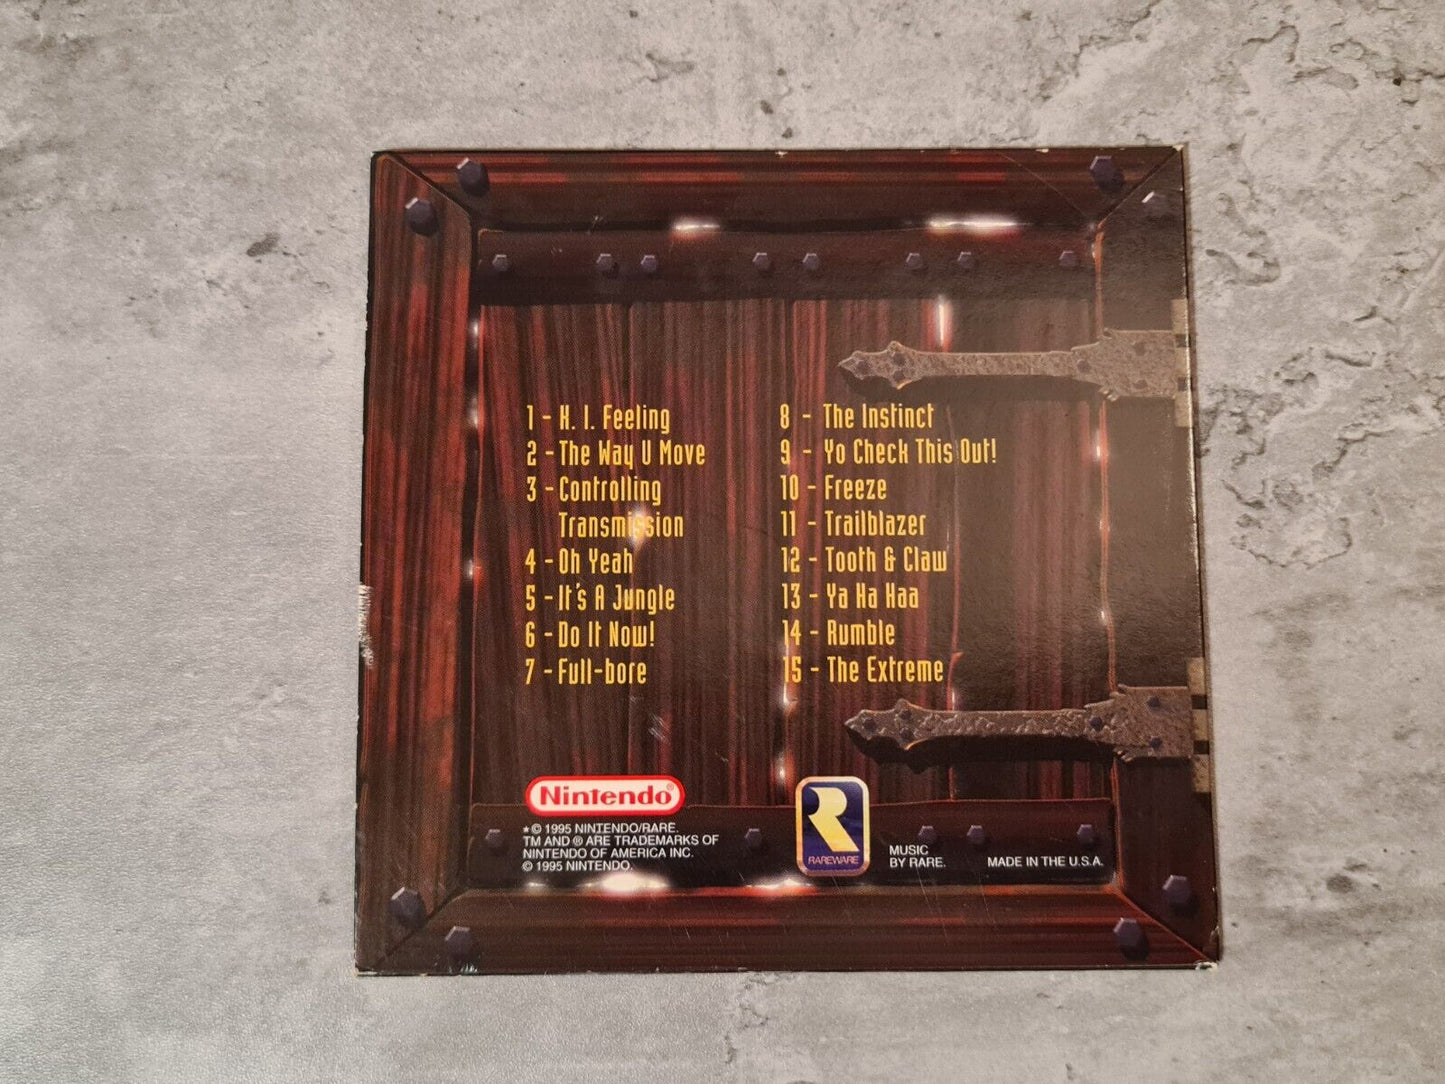 1 - K. I. Feeling
2 - The Way U Move
3 - Controlling
Transmission
4 - Oh Yeah
5 - It's A Jungle
6 - Do It Now!
7 - Full-bore
8 - The Instinct
9 - Yo Check This Out!
10 - Freeze
11 - Trailblazer
12 - Tooth & Claw
13 - Ya Ha Haa
14 - Rumble
15 - The Extreme
Nintendo®
★ © 1995 NINTENDO/RARE.
TM AND ® ARE TRADEMARKS OF
NINTENDO OF AMERICA INC.
© 1995 NINTENDO.
R
RAREWARE
MUSIC
BY RARE.
MADE IN THE U.S.A.